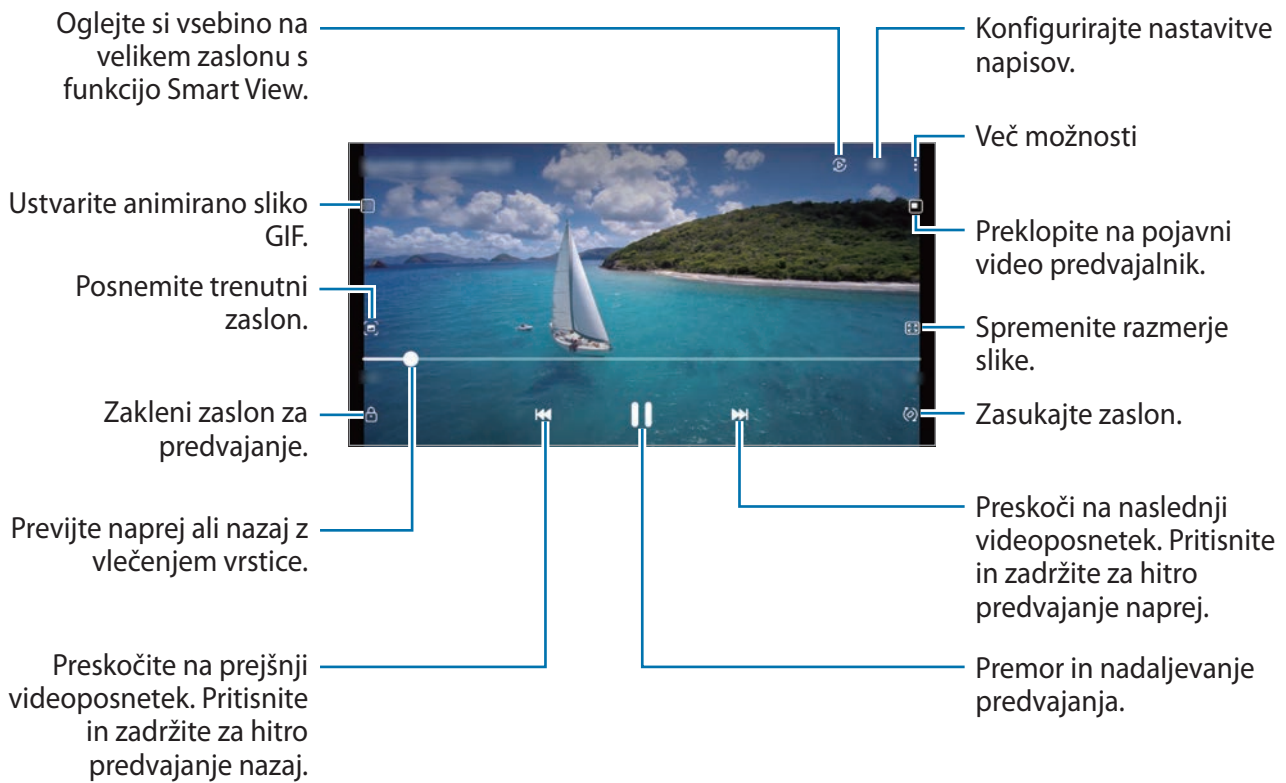 Oglejte si vsebino na
velikem zaslonu s
funkcijo Smart View.
Konfigurirajte nastavitve
napisov.
Več možnosti
Ustvarite animirano sliko
GIF.
Preklopite na pojavni
video predvajalnik.
Posnemite trenutni
zaslon.
Spremenite razmerje
slike.
Zakleni zaslon za
predvajanje.
Zasukajte zaslon.
Previjte naprej ali nazaj z
vlečenjem vrstice.
Preskoči na naslednji
videoposnetek. Pritisnite
in zadržite za hitro
predvajanje naprej.
Preskočite na prejšnji
videoposnetek. Pritisnite
in zadržite za hitro
predvajanje nazaj.
Premor in nadaljevanje
predvajanja.